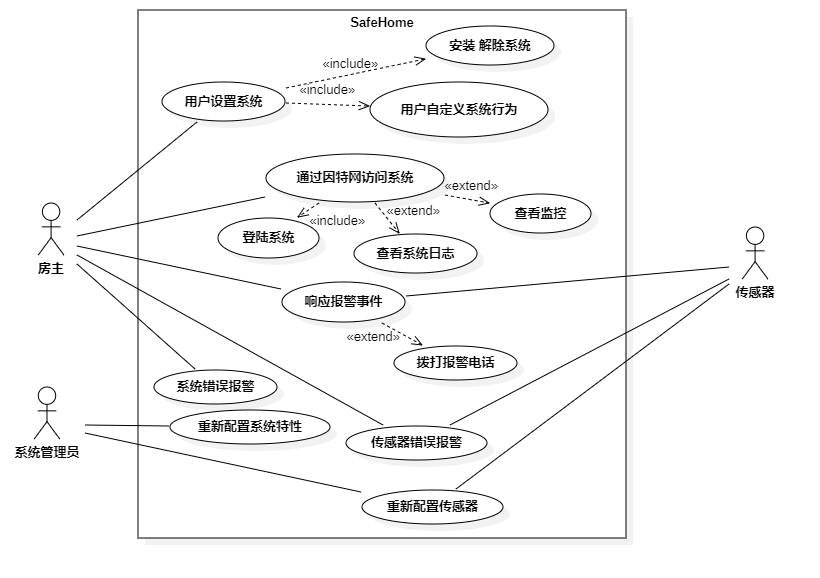 SafeHome
安装 解除系统
«include»
«include»
用户设置系统
用户自定义系统行为
通过因特网访问系统
«extend»
查看监控
«include»
«extend»
登陆系统
查看系统日志
房主
传感器
响应报警事件
«extend»
拨打报警电话
系统错误报警
重新配置系统特性
传感器错误报警
系统管理员
重新配置传感器